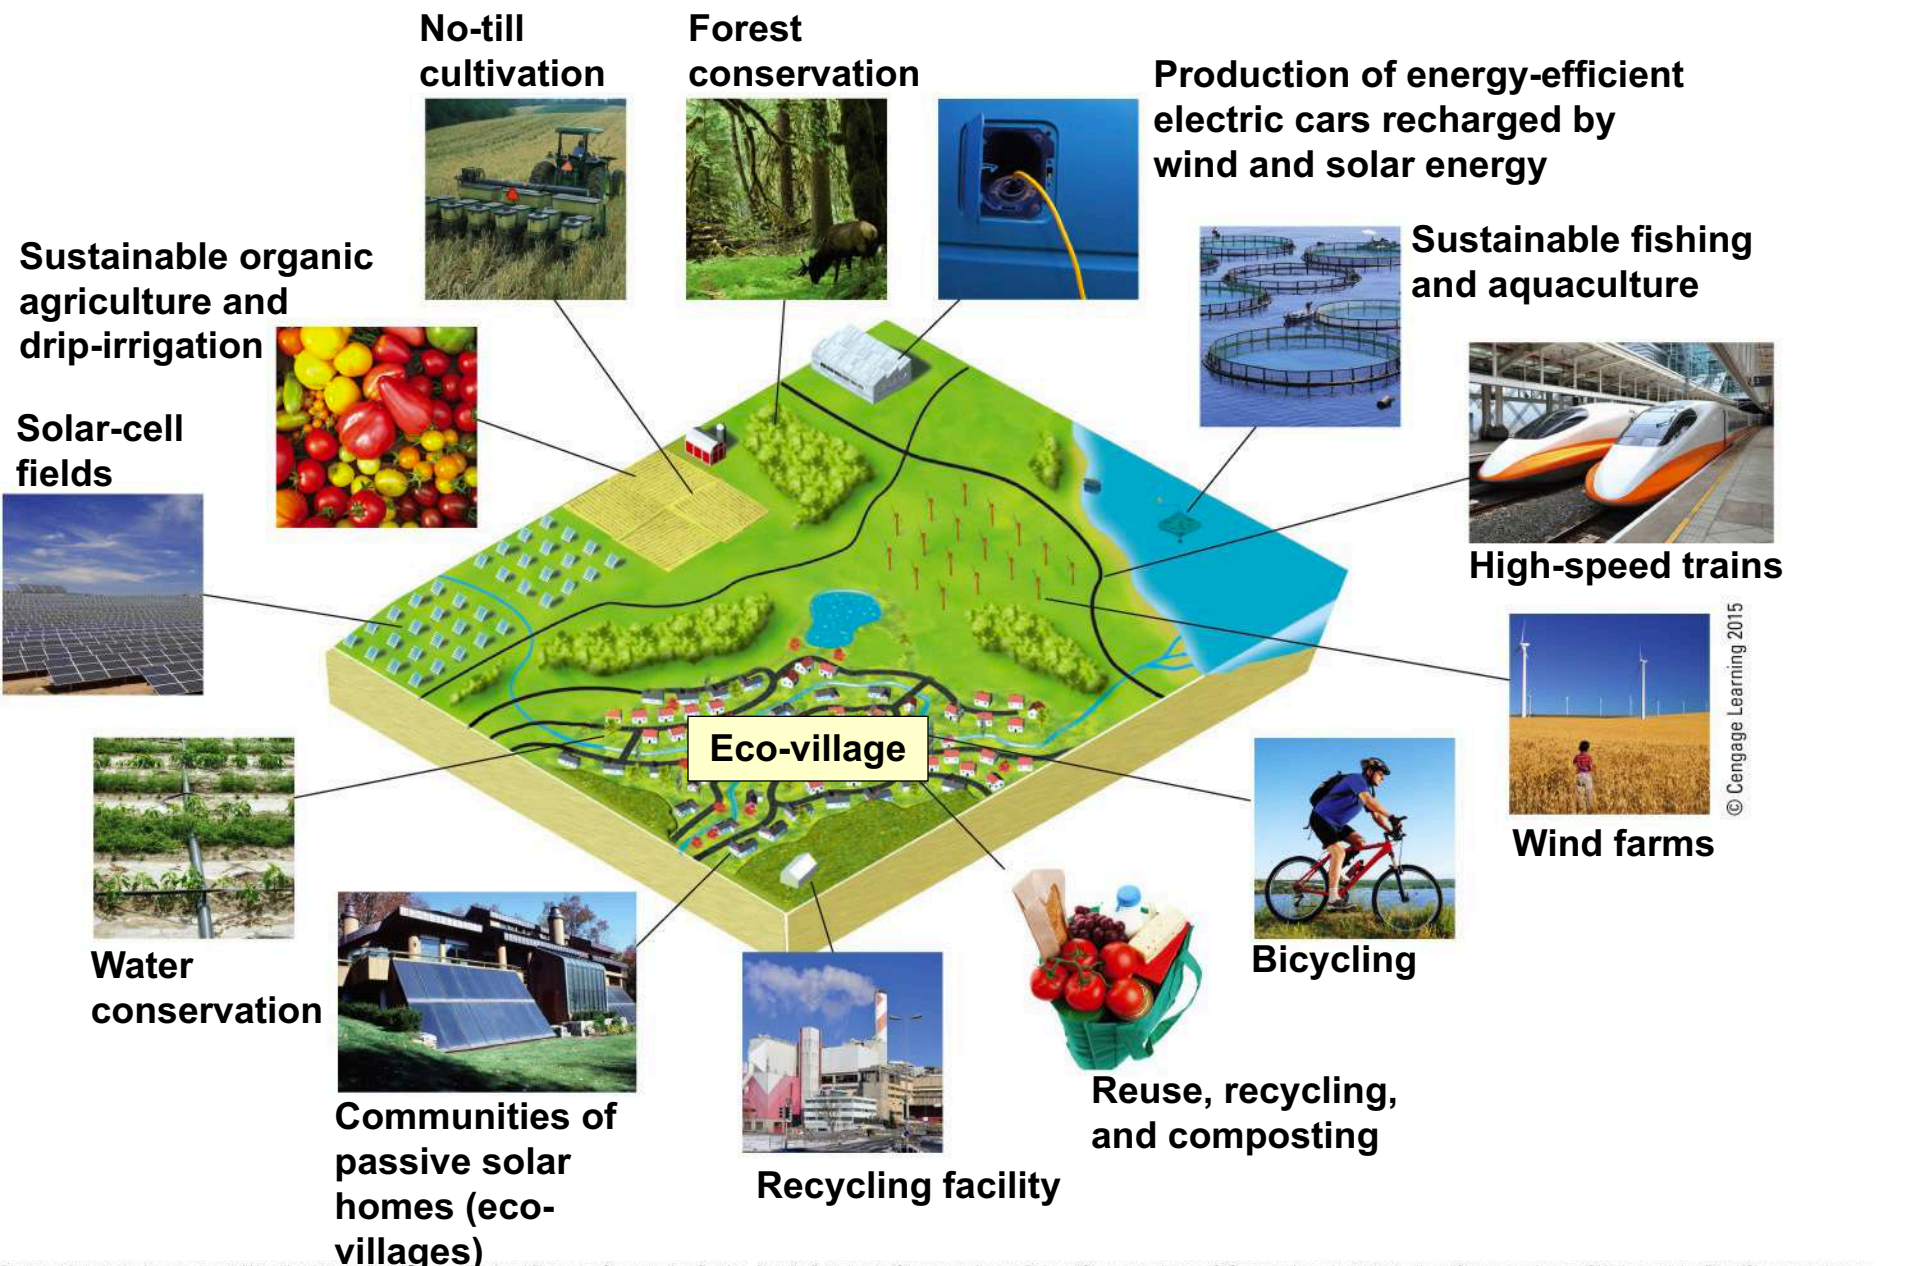 No-till
cultivation
Forest
conservation
Production of energy-efficient
electric cars recharged by
wind and solar energy
Sustainable organic
agriculture and
drip-irrigation
Sustainable fishing
and aquaculture
Solar-cell
fields
High-speed trains
© Cengage Learning 2015
Eco-village
Wind farms
Water
conservation
Bicycling
Communities of
passive solar
homes (eco-
villages)
Recycling facility
Reuse, recycling,
and composting